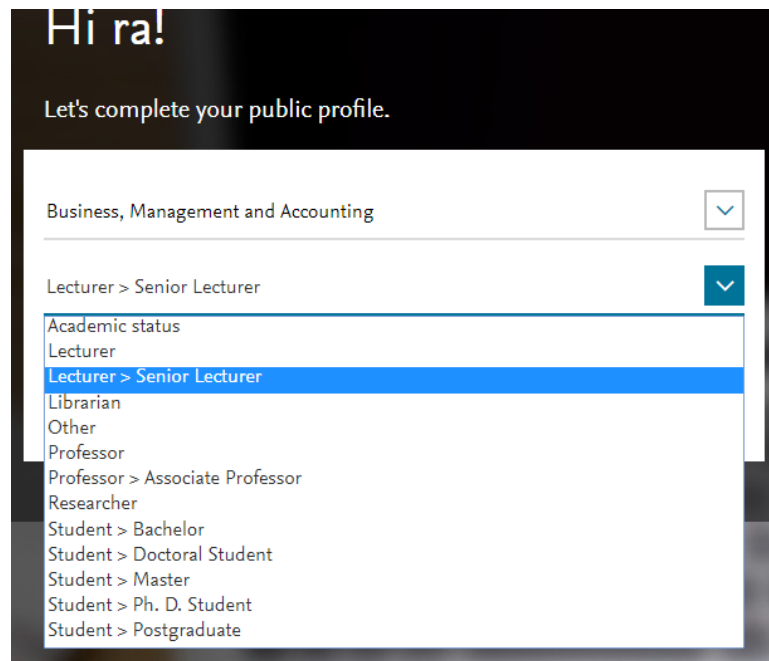 Hi ra!
Let's complete your public profile.
Business, Management and Accounting
Lecturer > Senior Lecturer
Academic status
Lecturer
Lecturer > Senior Lecturer
Librarian
Other
Professor
Professor > Associate Professor
Researcher
Student > Bachelor
Student > Doctoral Student
Student > Master
Student > Ph. D. Student
Student > Postgraduate